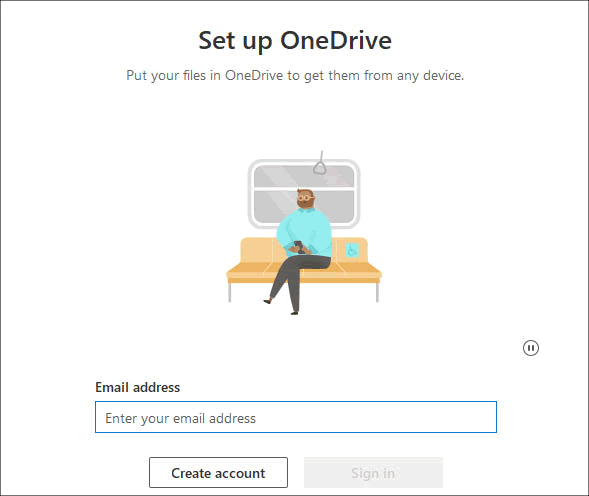 Set up OneDrive
Put your files in OneDrive to get them from any device.
Email address
Enter your email address
Create account
Sign in